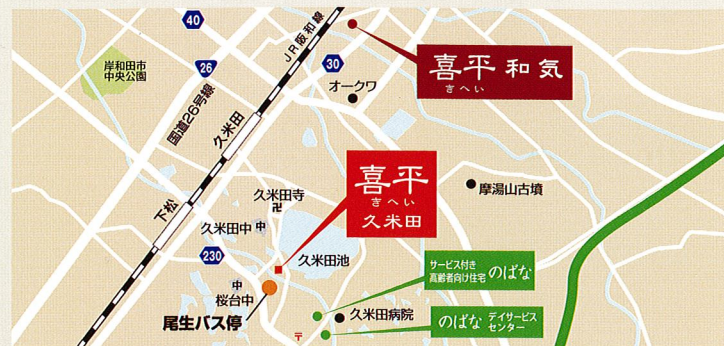 40
JR阪和線
喜平 和気
きへい
岸和田市
中央公園
26
国道26号線
30
オークワ
久米田
喜平
きへい
久米田
摩湯山古墳
下松
久米田寺
卍
久米田中 中
230
久米田池
中
桜台中
尾生バス停
サービス付き
高齢者向け住宅 のばな
久米田病院
のばな デイサービス
センター
〒